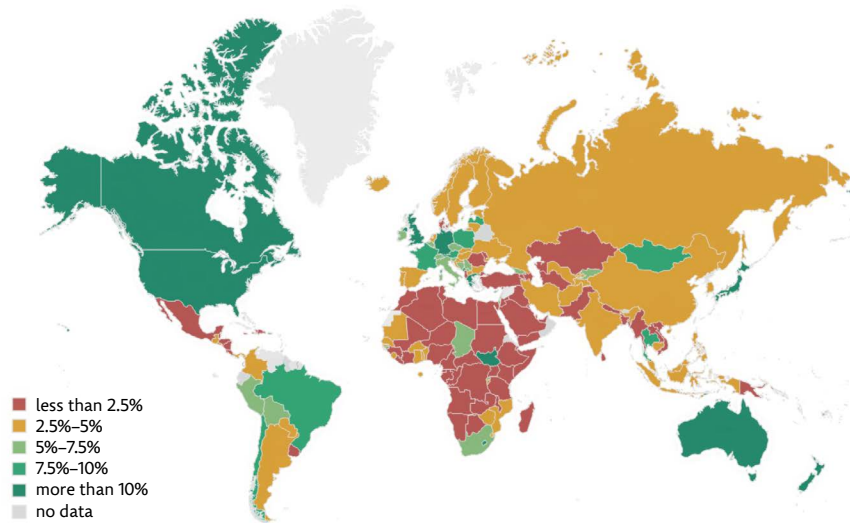 less than 2.5%
2.5%–5%
5%–7.5%
7.5%–10%
more than 10%
no data